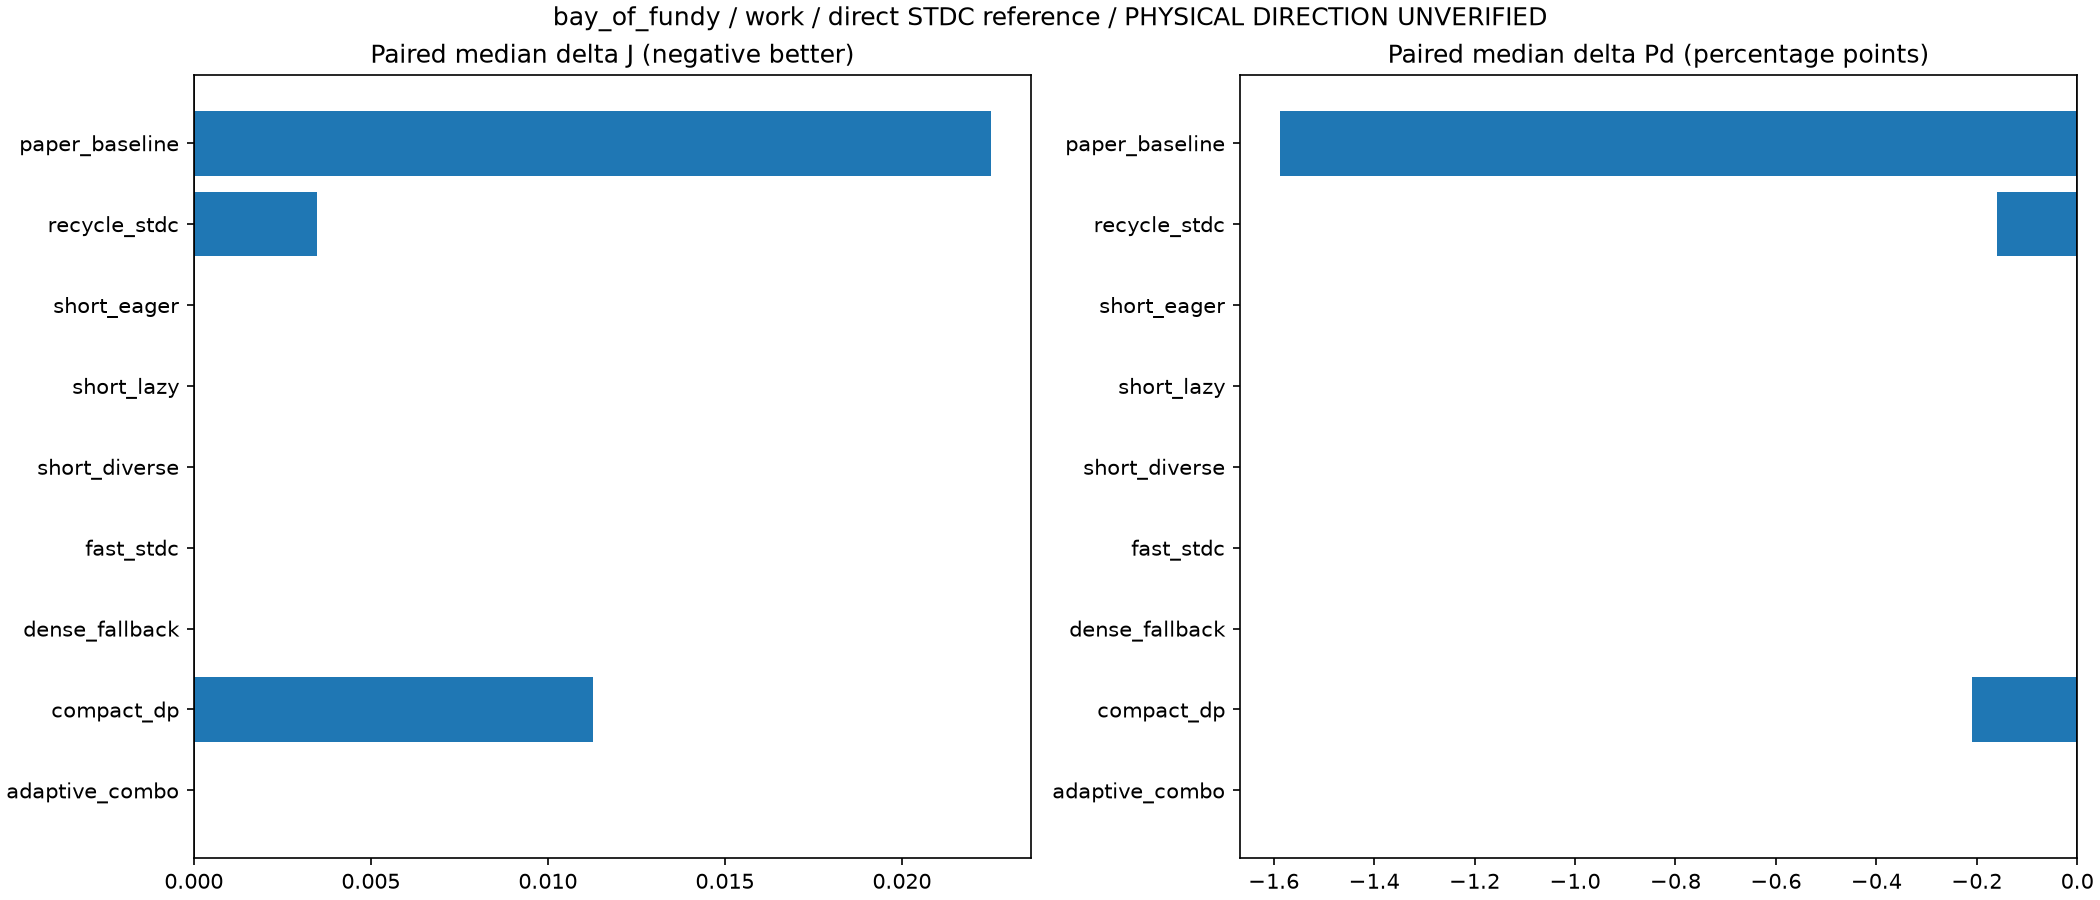 bay_of_fundy / work / direct STDC reference / PHYSICAL DIRECTION UNVERIFIED
Paired median delta J (negative better)
paper_baseline
recycle_stdc
short_eager
short_lazy
short_diverse
fast_stdc
dense_fallback
compact_dp
adaptive_combo
0.000 0.005 0.010 0.015 0.020
Paired median delta Pd (percentage points)
paper_baseline
recycle_stdc
short_eager
short_lazy
short_diverse
fast_stdc
dense_fallback
compact_dp
adaptive_combo
−1.6 −1.4 −1.2 −1.0 −0.8 −0.6 −0.4 −0.2 0.0